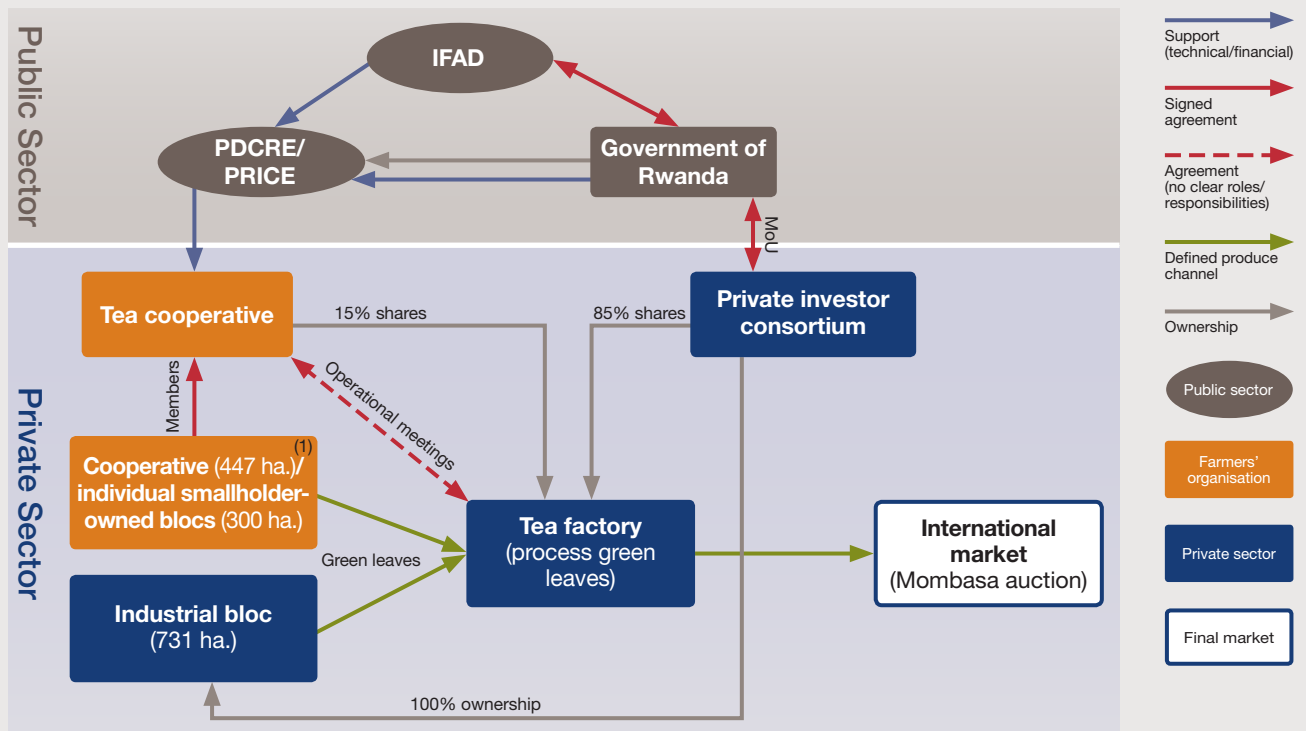 Public Sector
IFAD
PDCRE/
PRICE
Government of
Rwanda
MoU
Private Sector
Tea cooperative
15% shares
85% shares
Private investor
consortium
Members
Operational meetings
(1)
Cooperative (447 ha.)/
individual smallholder-
owned blocs (300 ha.)
Green leaves
Tea factory
(process green
leaves)
International
market
(Mombasa auction)
Industrial bloc
(731 ha.)
100% ownership
Support
(technical/financial)
Signed
agreement
Agreement
(no clear roles/
responsibilities)
Defined produce
channel
Ownership
Public sector
Farmers'
organisation
Private sector
Final market